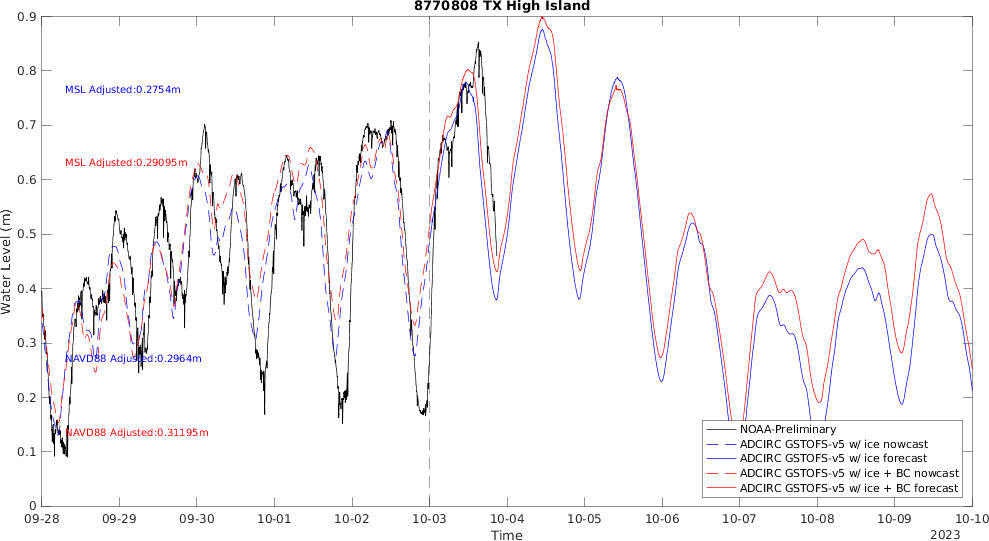 8770808 TX High Island
0.9
0.8
0.7
0.6
0.5
0.4
0.3
0.2
0.1
0
Water Level (m)
MSL Adjusted:0.2754m
MSL Adjusted:0.29095m
NAVD88 Adjusted:0.2964m
NAVD88 Adjusted:0.31195m
NOAA-Preliminary
ADCIRC GSTOFS-v5 w/ ice nowcast
ADCIRC GSTOFS-v5 w/ ice forecast
ADCIRC GSTOFS-v5 w/ ice + BC nowcast
ADCIRC GSTOFS-v5 w/ ice + BC forecast
09-28 09-29 09-30 10-01 10-02 10-03 10-04 10-05 10-06 10-07 10-08 10-09 10-10
Time
2023